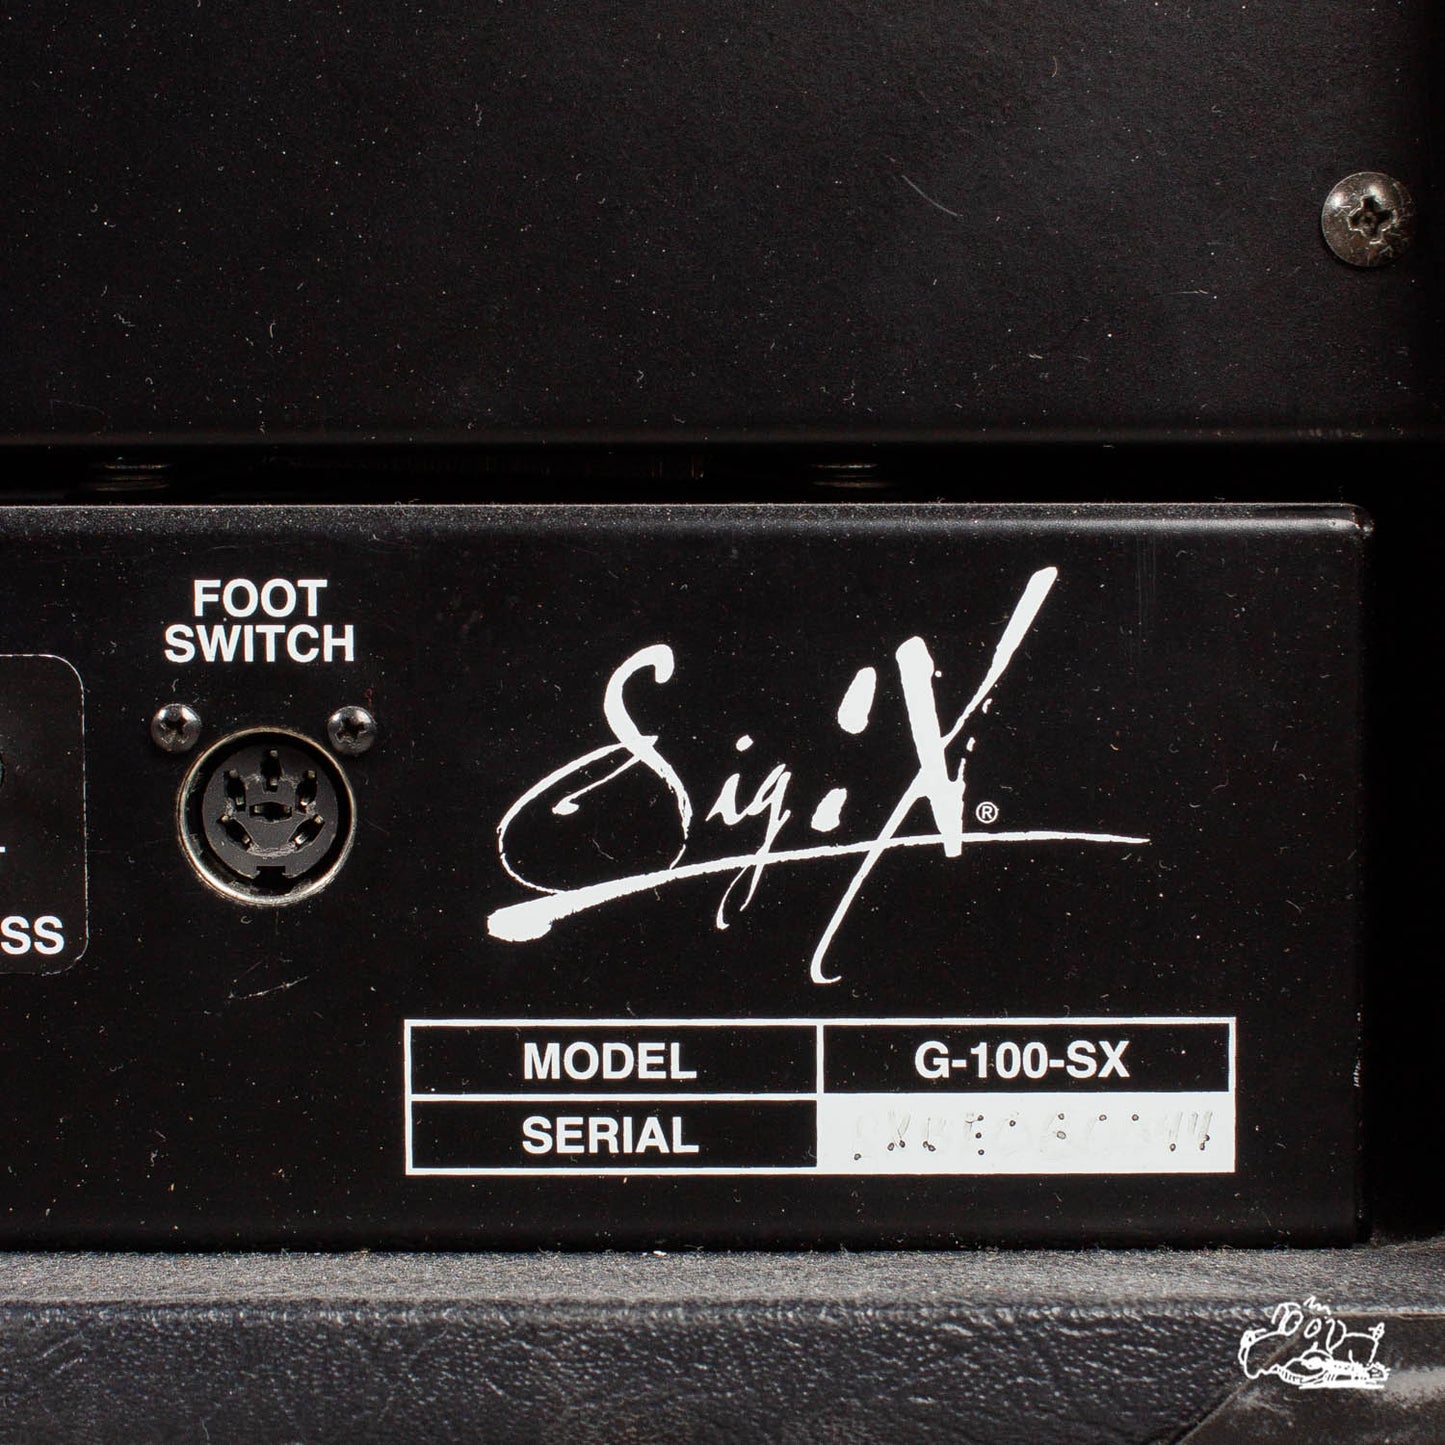 FOOT
SWITCH
SS
Sig:X
®
MODEL
G-100-SX
SERIAL